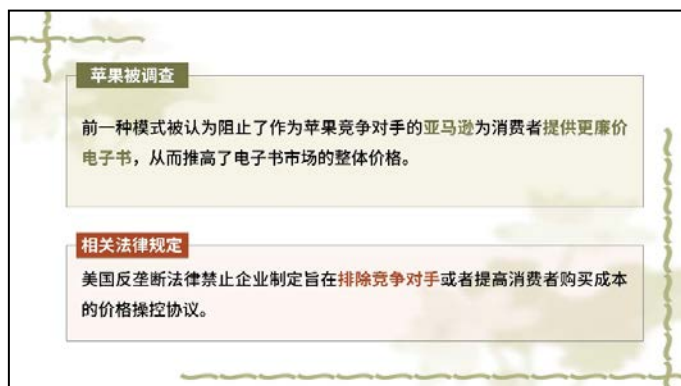 苹果被调查
前一种模式被认为阻止了作为苹果竞争对手的亚马逊为消费者提供更廉价
电子书，从而推高了电子书市场的整体价格。
相关法律规定
美国反垄断法律禁止企业制定旨在排除竞争对手或者提高消费者购买成本
的价格操控协议。